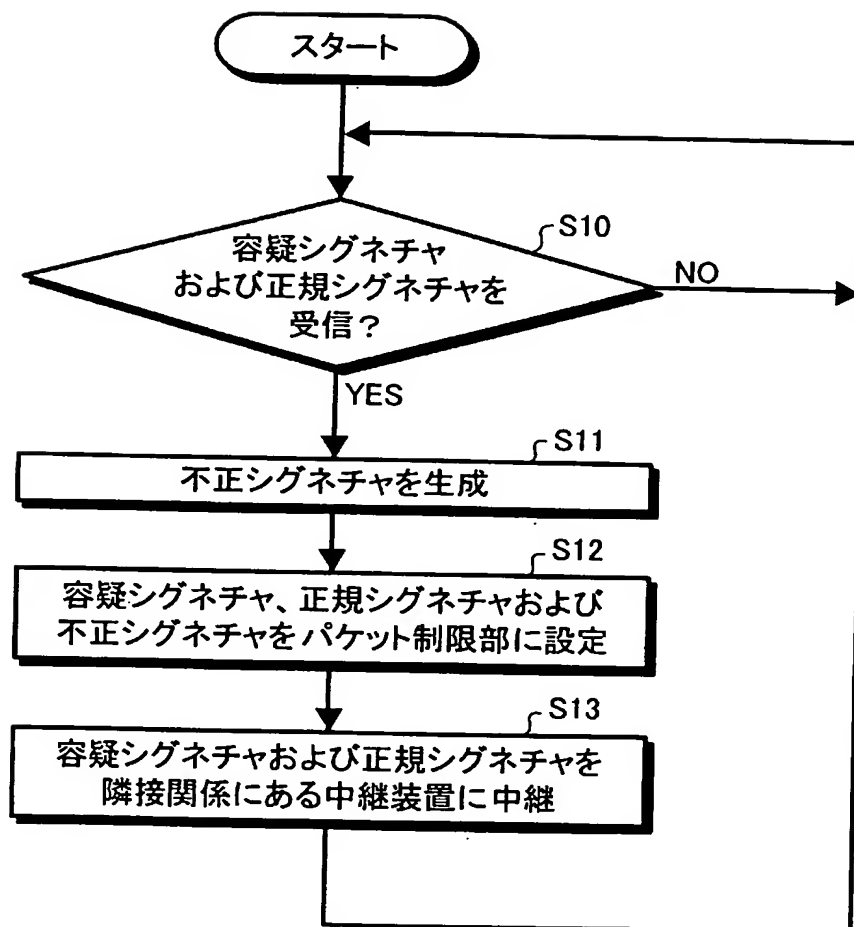 スタート
S10
容疑シグネチャ
および正規シグネチャを
受信？
NO
YES
S11
不正シグネチャを生成
S12
容疑シグネチャ、正規シグネチャおよび
不正シグネチャをパケット制限部に設定
S13
容疑シグネチャおよび正規シグネチャを
隣接関係にある中継装置に中継